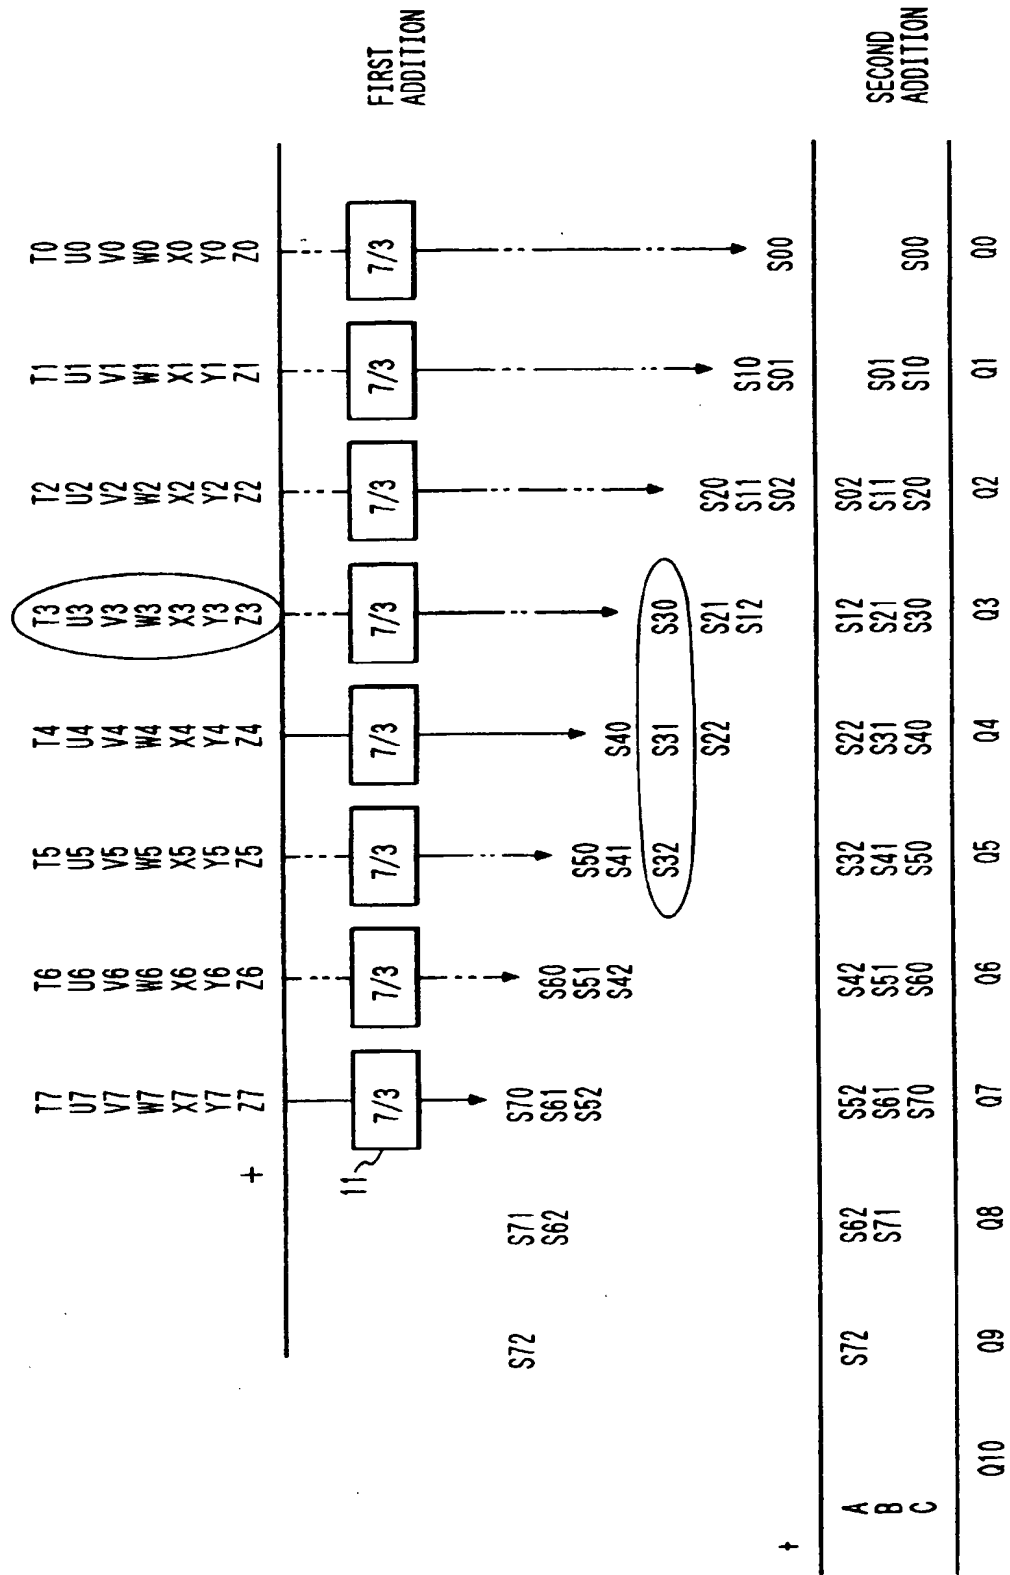 T7 T6 T5 T4 T3 T2 T1 T0
U7 U6 U5 U4 U3 U2 U1 U0
V7 V6 V5 V4 V3 V2 V1 V0
W7 W6 W5 W4 W3 W2 W1 W0
X7 X6 X5 X4 X3 X2 X1 X0
Y7 Y6 Y5 Y4 Y3 Y2 Y1 Y0
+ Z7 Z6 Z5 Z4 Z3 Z2 Z1 Z0
11 7/3 7/3 7/3 7/3 7/3 7/3 7/3 7/3 FIRST
ADDITION
S72 S71 S70
S62 S61 S60
S52 S51 S50
S42 S41 S40
S32 S31 S30
S22 S21 S20
S12 S11 S10
+ S02 S01 S00
A S72 S62 S52 S42 S32 S22 S12 S02
B S71 S61 S51 S41 S31 S21 S11 S01 SECOND
C S70 S60 S50 S40 S30 S20 S10 S00 ADDITION
Q10 Q9 Q8 Q7 Q6 Q5 Q4 Q3 Q2 Q1 Q0